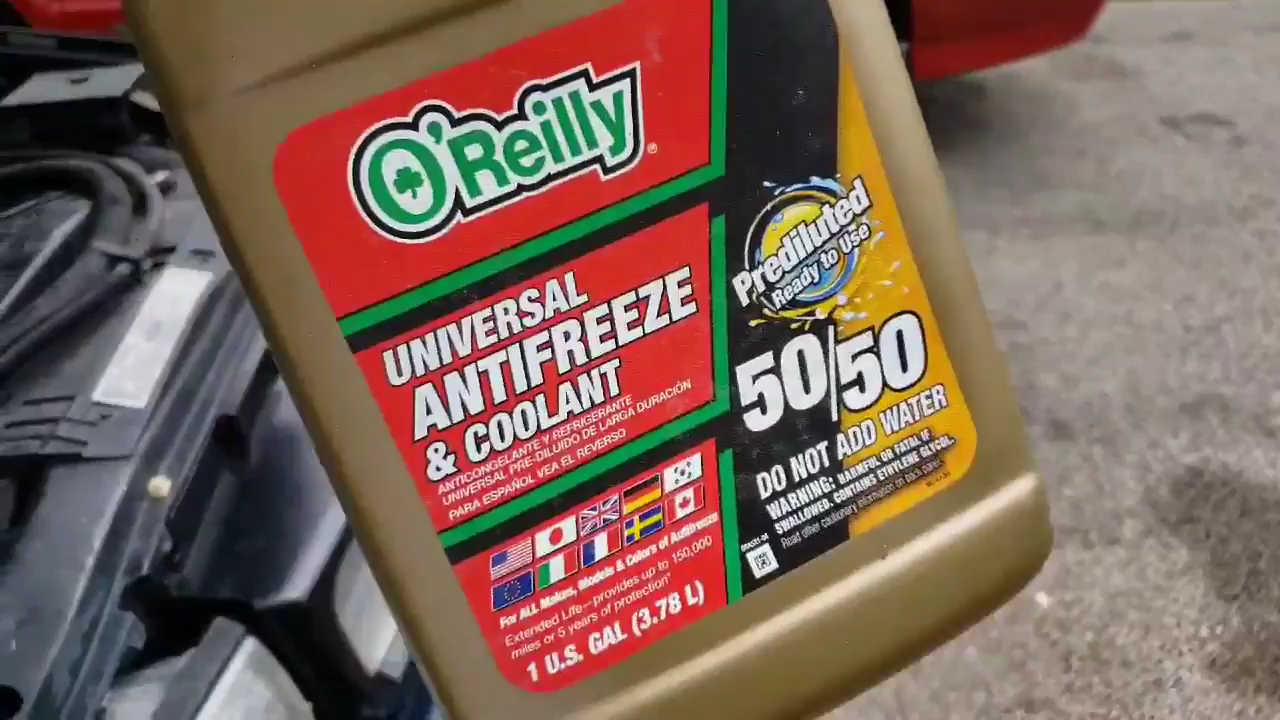 O'Reilly®
UNIVERSAL
ANTIFREEZE
& COOLANT
ANTICONGELANTE Y REFRIGERANTE
UNIVERSAL PRE-DILUIDO DE LARGA DURACIÓN
PARA ESPAÑOL VEA EL REVERSO
For ALL Makes, Models & Colors of Antifreeze
Extended Life—provides up to 150,000
miles or 5 years of protection*
1 U.S. GAL (3.78 L)
Prediluted
Ready to Use
50/50
DO NOT ADD WATER
WARNING: HARMFUL OR FATAL IF
SWALLOWED. CONTAINS ETHYLENE GLYCOL.
Read other cautionary information on back panel.